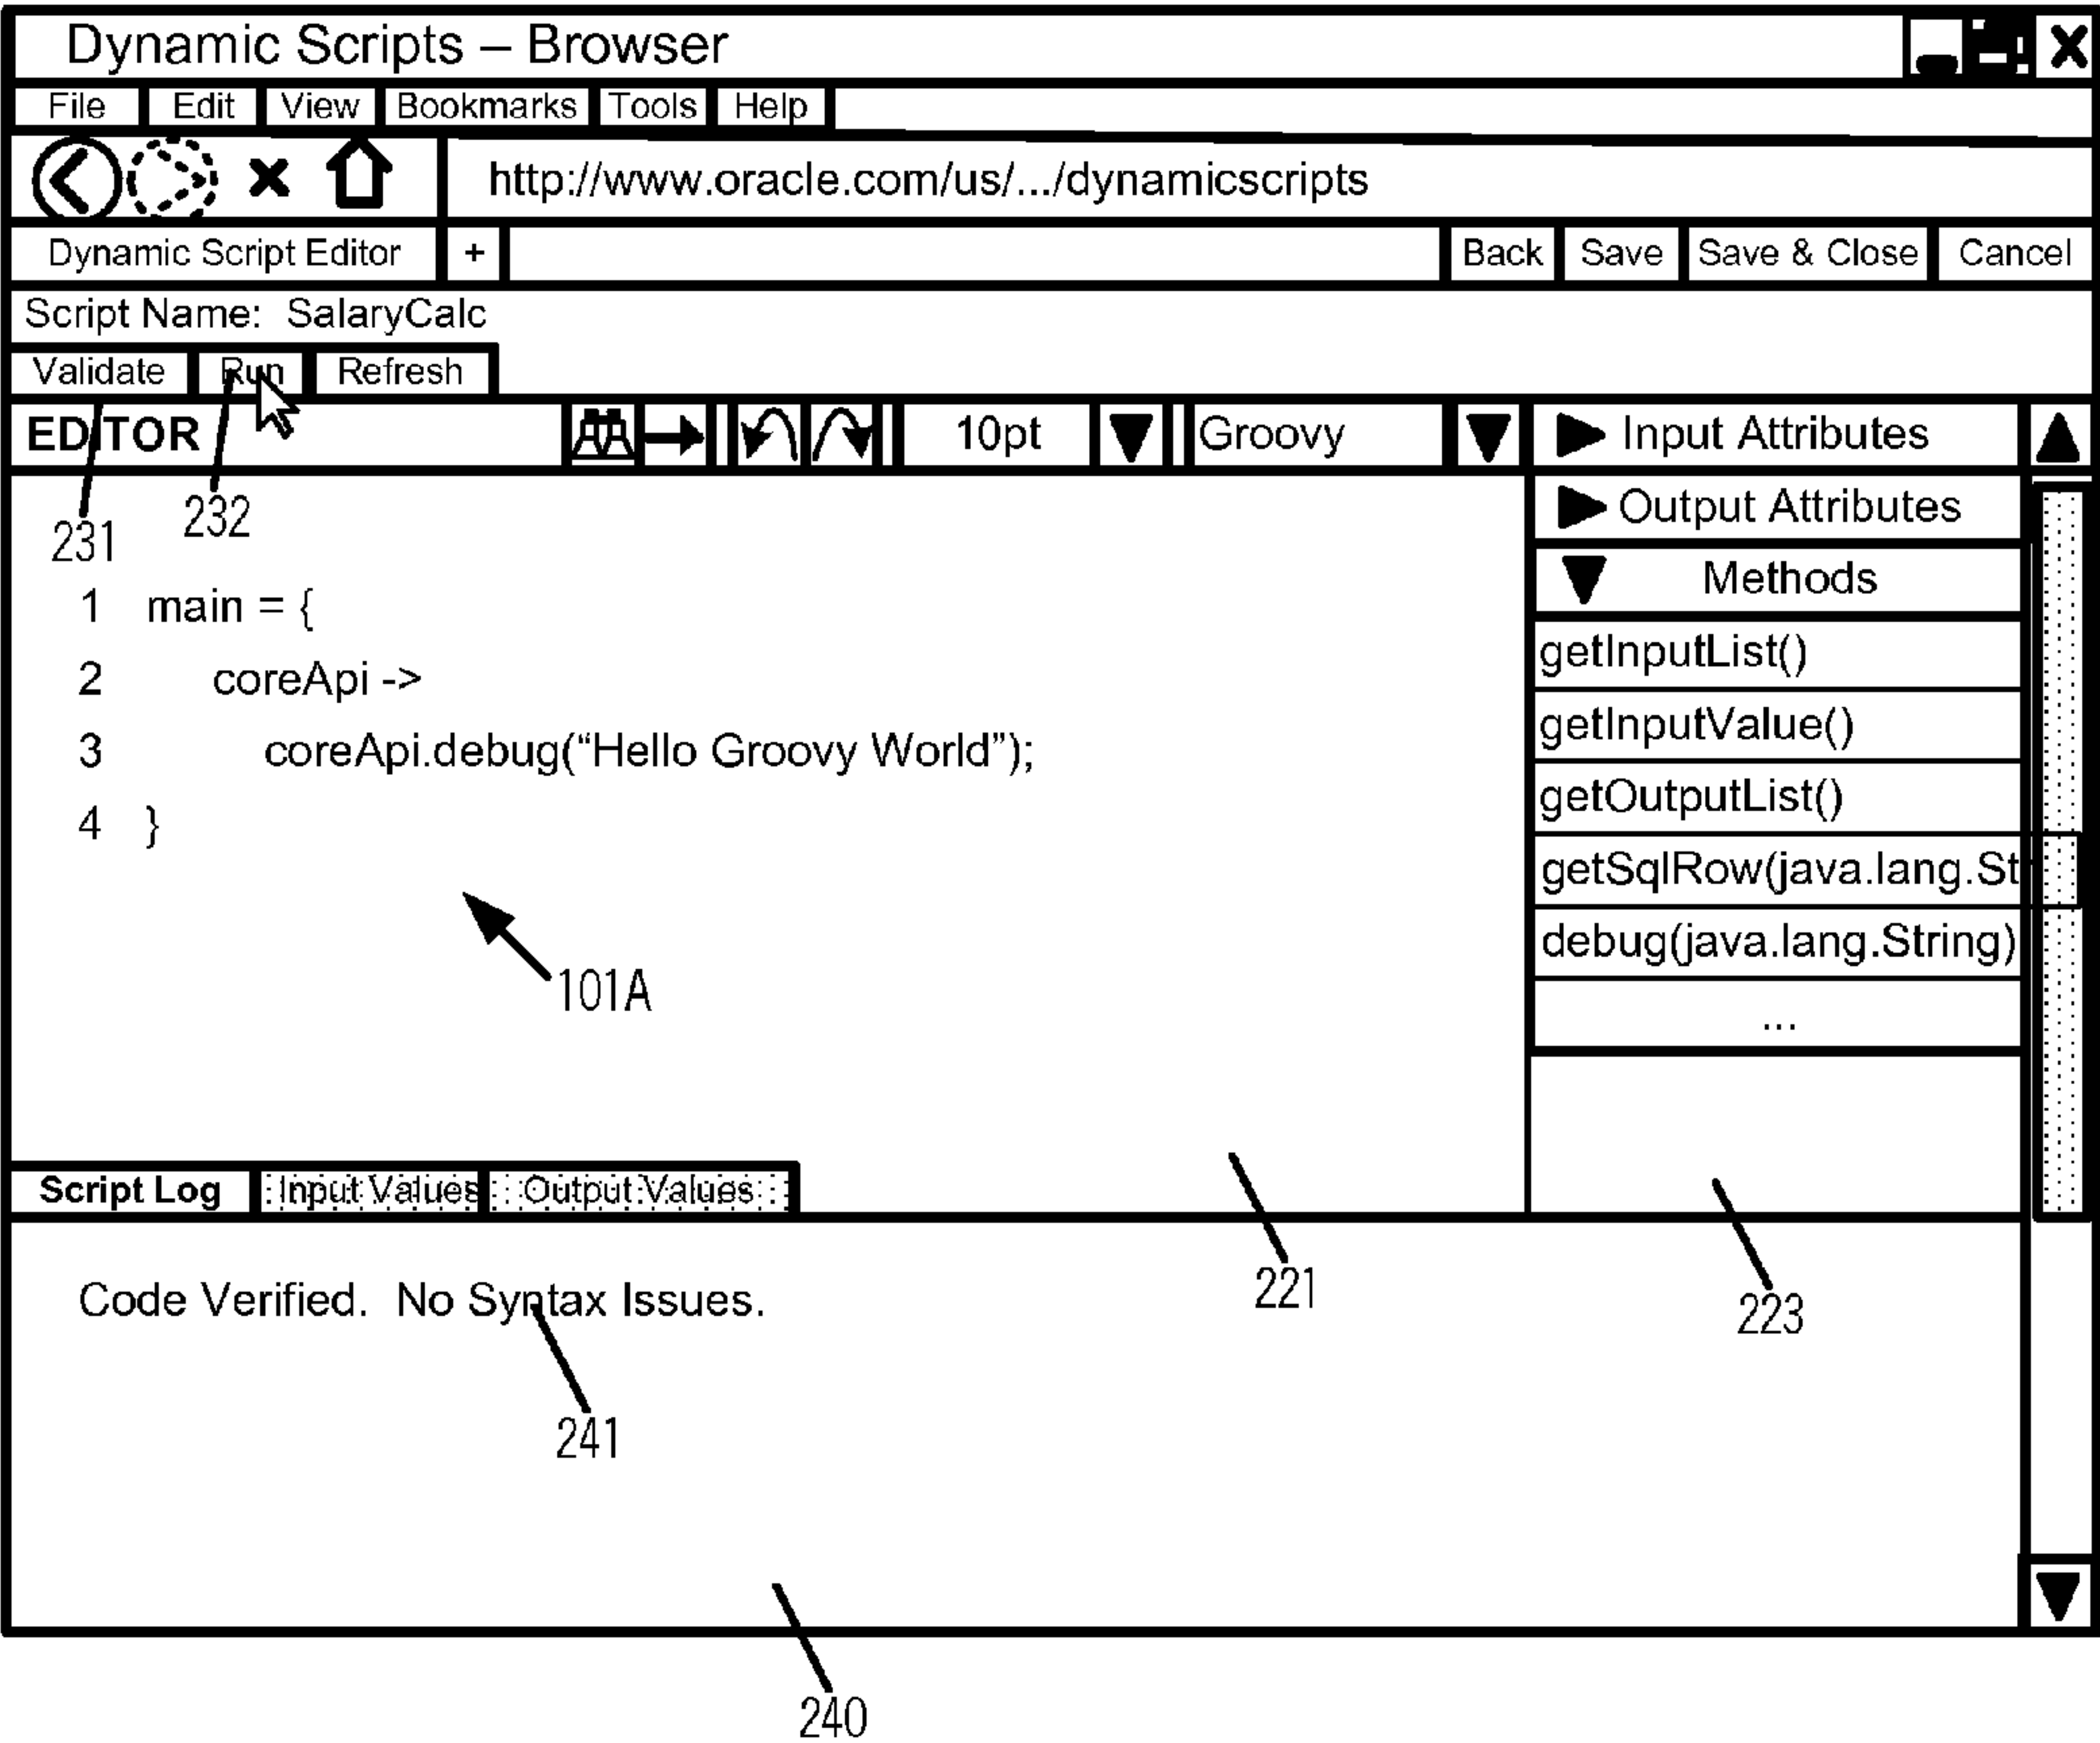 Dynamic Scripts – Browser
File Edit View Bookmarks Tools Help
http://www.oracle.com/us/.../dynamicscripts
Dynamic Script Editor + Back Save Save & Close Cancel
Script Name: SalaryCalc
Validate Run Refresh
EDITOR 10pt Groovy Input Attributes
Output Attributes
231 232
Methods
1 main = {
getInputList()
2 coreApi ->
getInputValue()
3 coreApi.debug(“Hello Groovy World”);
getOutputList()
4 }
getSqlRow(java.lang.St
debug(java.lang.String)
101A
...
Script Log Input Values Output Values
221
223
Code Verified. No Syntax Issues.
241
240